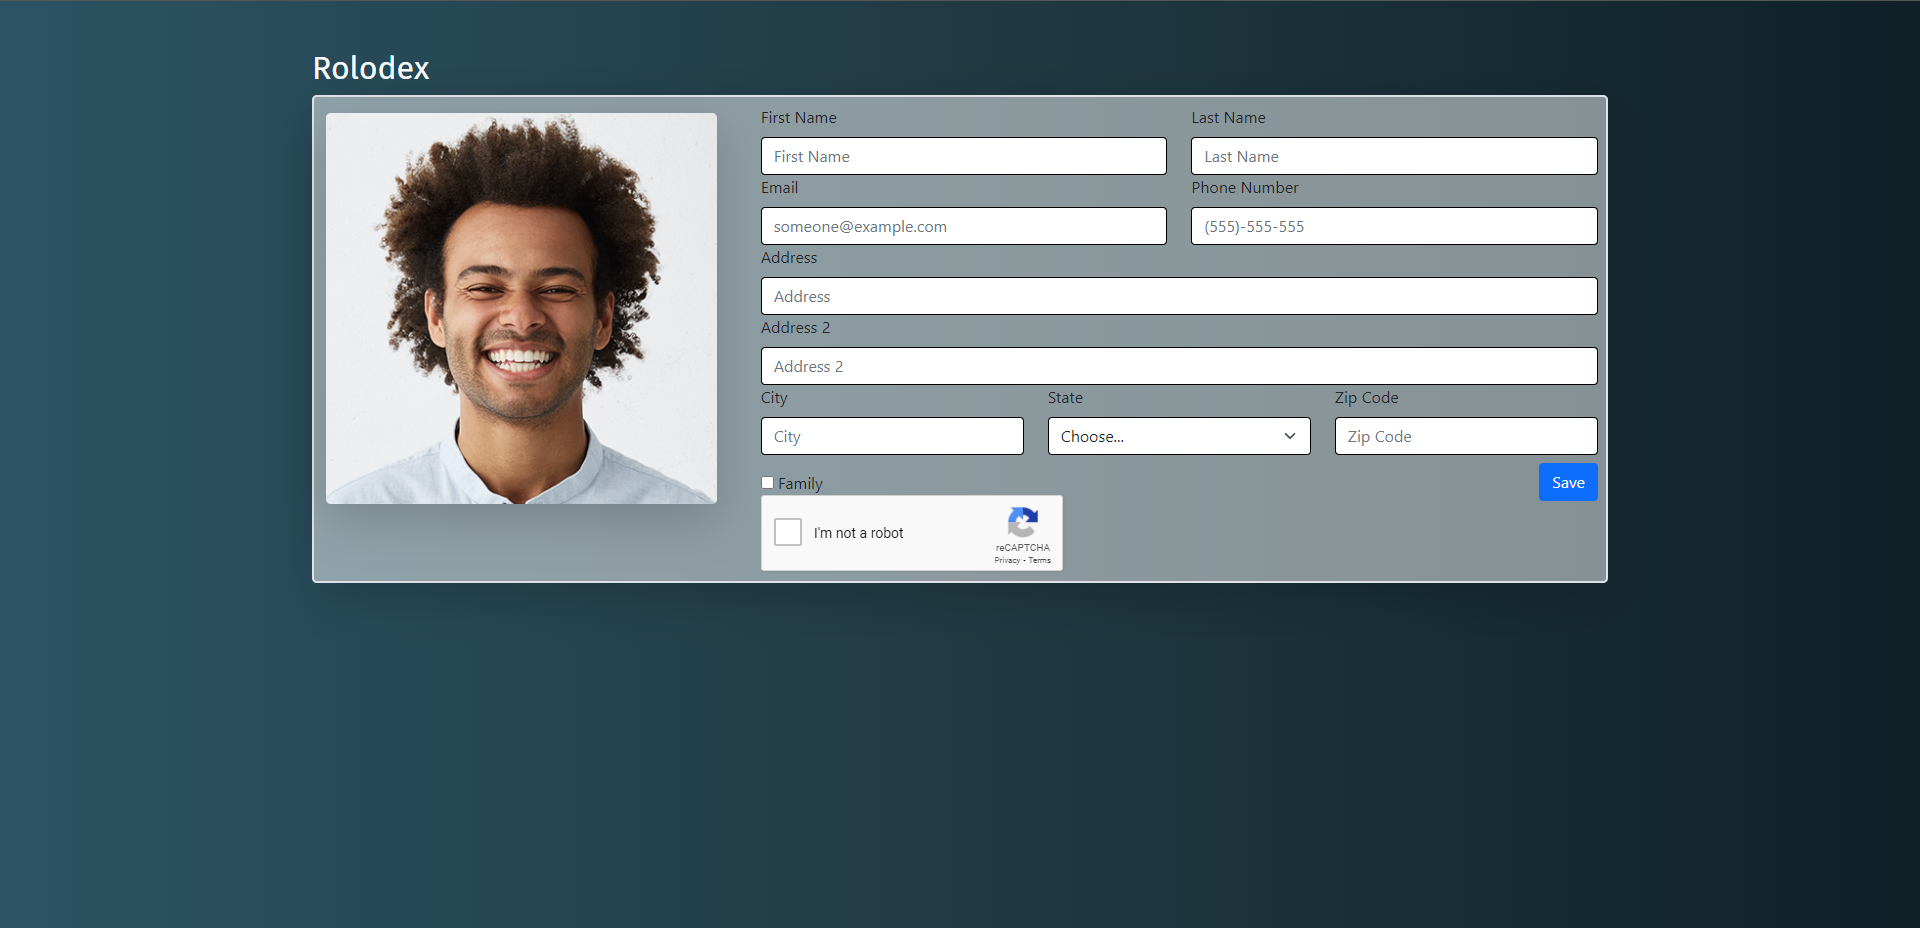 Rolodex
First Name
Last Name
First Name
Last Name
Email
Phone Number
someone@example.com
(555)-555-555
Address
Address
Address 2
Address 2
City
State
Zip Code
City
Choose...
Zip Code
Family
Save
I'm not a robot
reCAPTCHA
Privacy - Terms